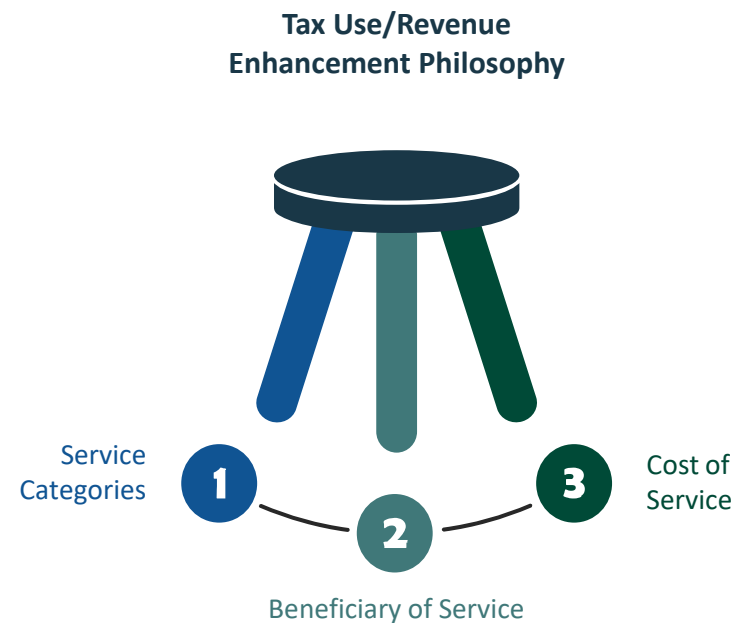 Tax Use/Revenue
Enhancement Philosophy
Service
Categories
1
2
3
Cost of
Service
Beneficiary of Service